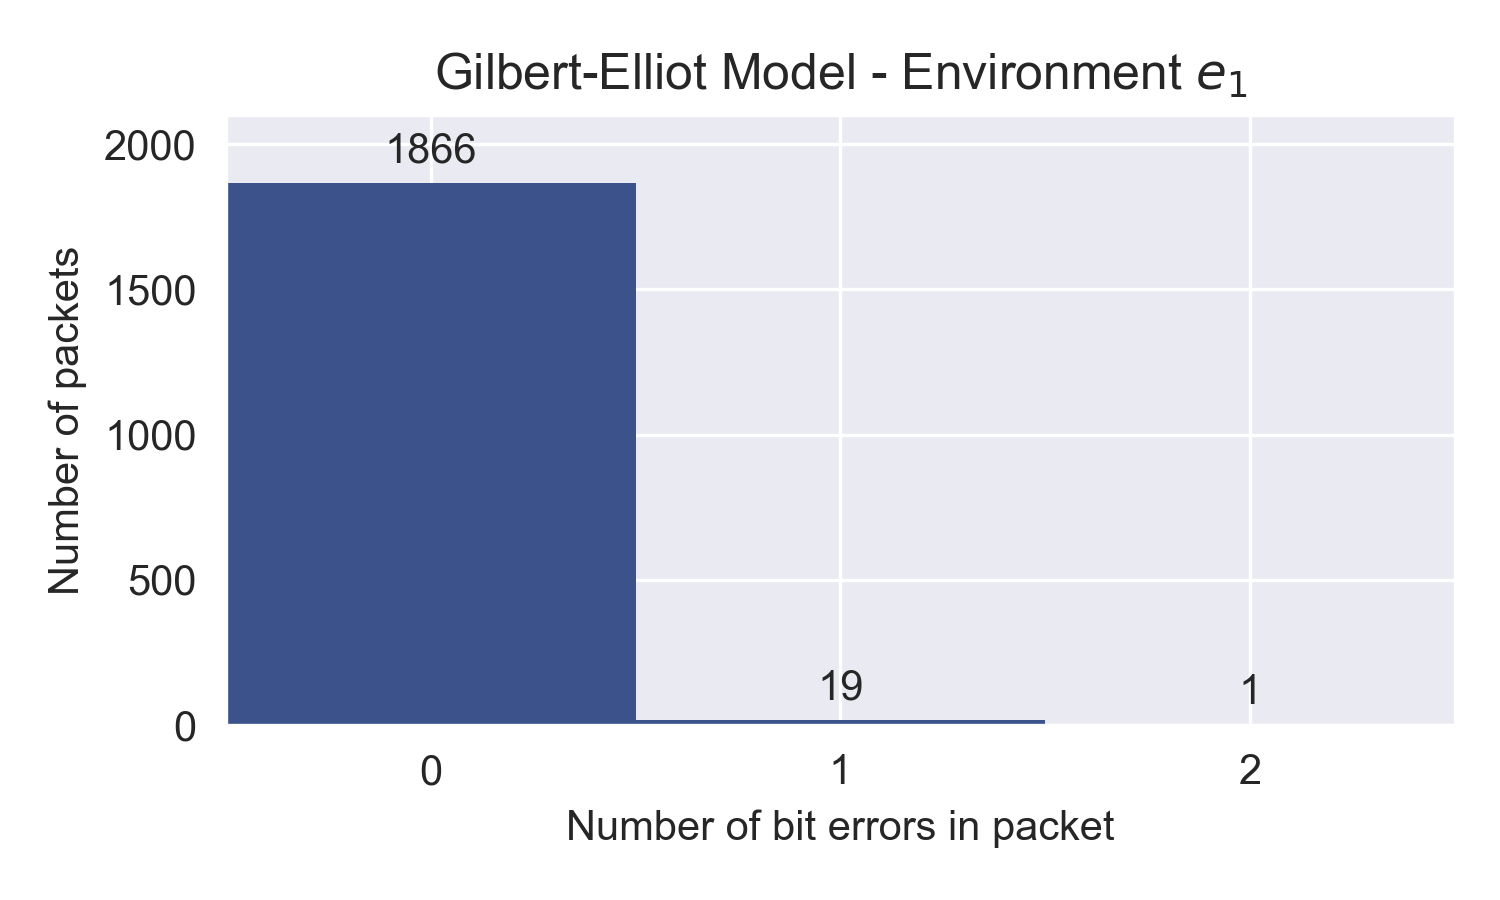 Gilbert-Elliot Model - Environment e₁
2000
1866
1500
1000
500
19
1
0
0 1 2
Number of packets
Number of bit errors in packet